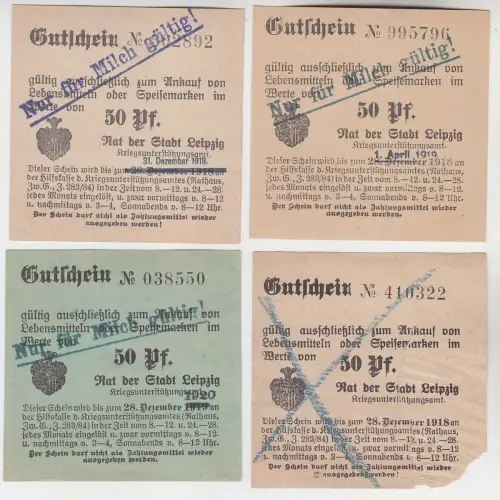 Gutschein № 702892
Nur für Milch gültig!
gültig ausschließlich zum Ankauf von
Lebensmitteln oder Speisemarken im
Werte von
50 Pf.
Rat der Stadt Leipzig
Kriegsunterstützungsamt.
31. Dezember 1919.
Dieser Schein wird bis zum 28. Dezember 1918 an
der Hilfskasse d. Kriegsunterstützungsamtes (Rathaus,
Zw.G., Z. 283/84) in der Zeit vom 8.—12. u. 24.—28.
jedes Monats eingelöst u. zwar vormittags v. 8—12
u. nachmittags v. 3—4, Sonnabends v. 8—12 Uhr.
Der Schein darf nicht als Zahlungsmittel wieder
ausgegeben werden!
Gutschein № 995796
Nur für Milch gültig!
gültig ausschließlich zum Ankauf von
Lebensmitteln oder Speisemarken im
Werte von
50 Pf.
Rat der Stadt Leipzig
Kriegsunterstützungsamt.
1. April 1919
Dieser Schein wird bis zum 28. Dezember 1918 an
der Hilfskasse d. Kriegsunterstützungsamtes (Rathaus,
Zw.G., Z. 283/84) in der Zeit vom 8.—12. u. 24.—28.
jedes Monats eingelöst, u. zwar vormittags v. 8—12
u. nachmittags v. 3—4, Sonnabends v. 8—12 Uhr.
Der Schein darf nicht als Zahlungsmittel wieder
ausgegeben werden!
Gutschein № 038550
gültig ausschließlich zum Ankauf von
Lebensmitteln oder Speisemarken im
Werte von
Nur für Milch gültig!
50 Pf.
Rat der Stadt Leipzig
Kriegsunterstützungsamt.
1920
Dieser Schein wird bis zum 28. Dezember 1919 an
der Hilfskasse d. Kriegsunterstützungsamtes (Rathaus,
Zw. G., Z. 283/84) in der Zeit vom 8.—12. u. 24.—28.
jedes Monats eingelöst u. zwar vormittags v. 8—12
u. nachmittags v. 3—4, Sonnabends v. 8—12 Uhr.
Der Schein darf nicht als Zahlungsmittel wieder
ausgegeben werden.
Gutschein № 410322
gültig ausschließlich zum Ankauf von
Lebensmitteln oder Speisemarken im
Werte von
50 Pf.
Rat der Stadt Leipzig
Kriegsunterstützungsamt.
Dieser Schein wird bis zum 28. Dezember 1918 an
der Hilfskasse d. Kriegsunterstützungsamtes (Rathaus,
Zw. G., Z. 283/84) in der Zeit vom 8.—12. u. 24.—28.
jedes Monats eingelöst, u. zwar vormittags v. 8—12
u. nachmittags v. 3—4, Sonnabends v. 8—12 Uhr.
Der Schein darf nicht als Zahlungsmittel wieder
ausgegeben werden!